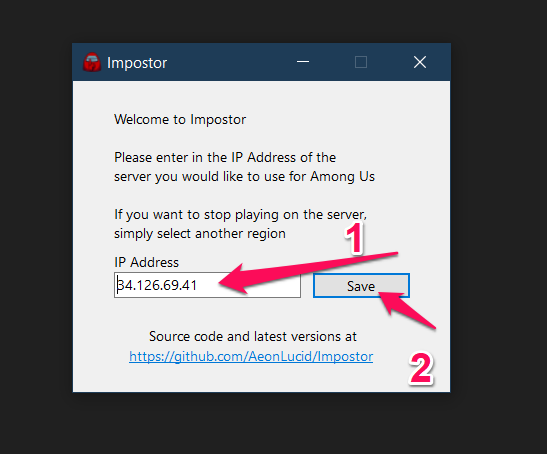 Impostor
Welcome to Impostor
Please enter in the IP Address of the
server you would like to use for Among Us
If you want to stop playing on the server,
simply select another region
1
IP Address
34.126.69.41
Save
Source code and latest versions at
https://github.com/AeonLucid/Impostor
2